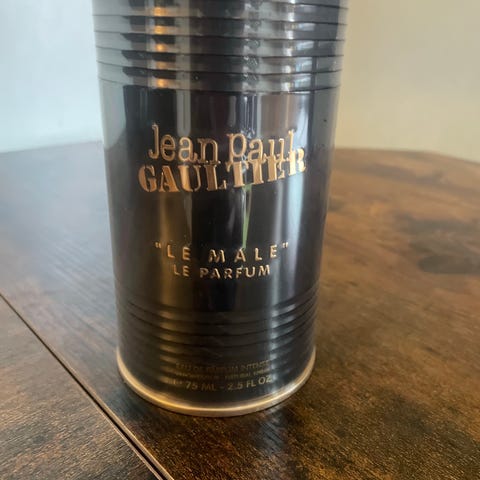 Jean Paul
GAULTIER
"LE MALE"
LE PARFUM
EAU DE PARFUM INTENSE
75 ML - 2.5 FL OZ